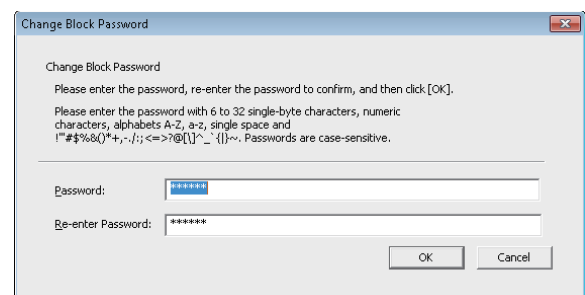 Change Block Password
Change Block Password
Please enter the password, re-enter the password to confirm, and then click [OK].
Please enter the password with 6 to 32 single-byte characters, numeric
characters, alphabets A-Z, a-z, single space and
!"'#$%&()*+,-./:;<=>?@[\]^_`{|}~. Passwords are case-sensitive.
Password: ******
Re-enter Password: ******
OK Cancel